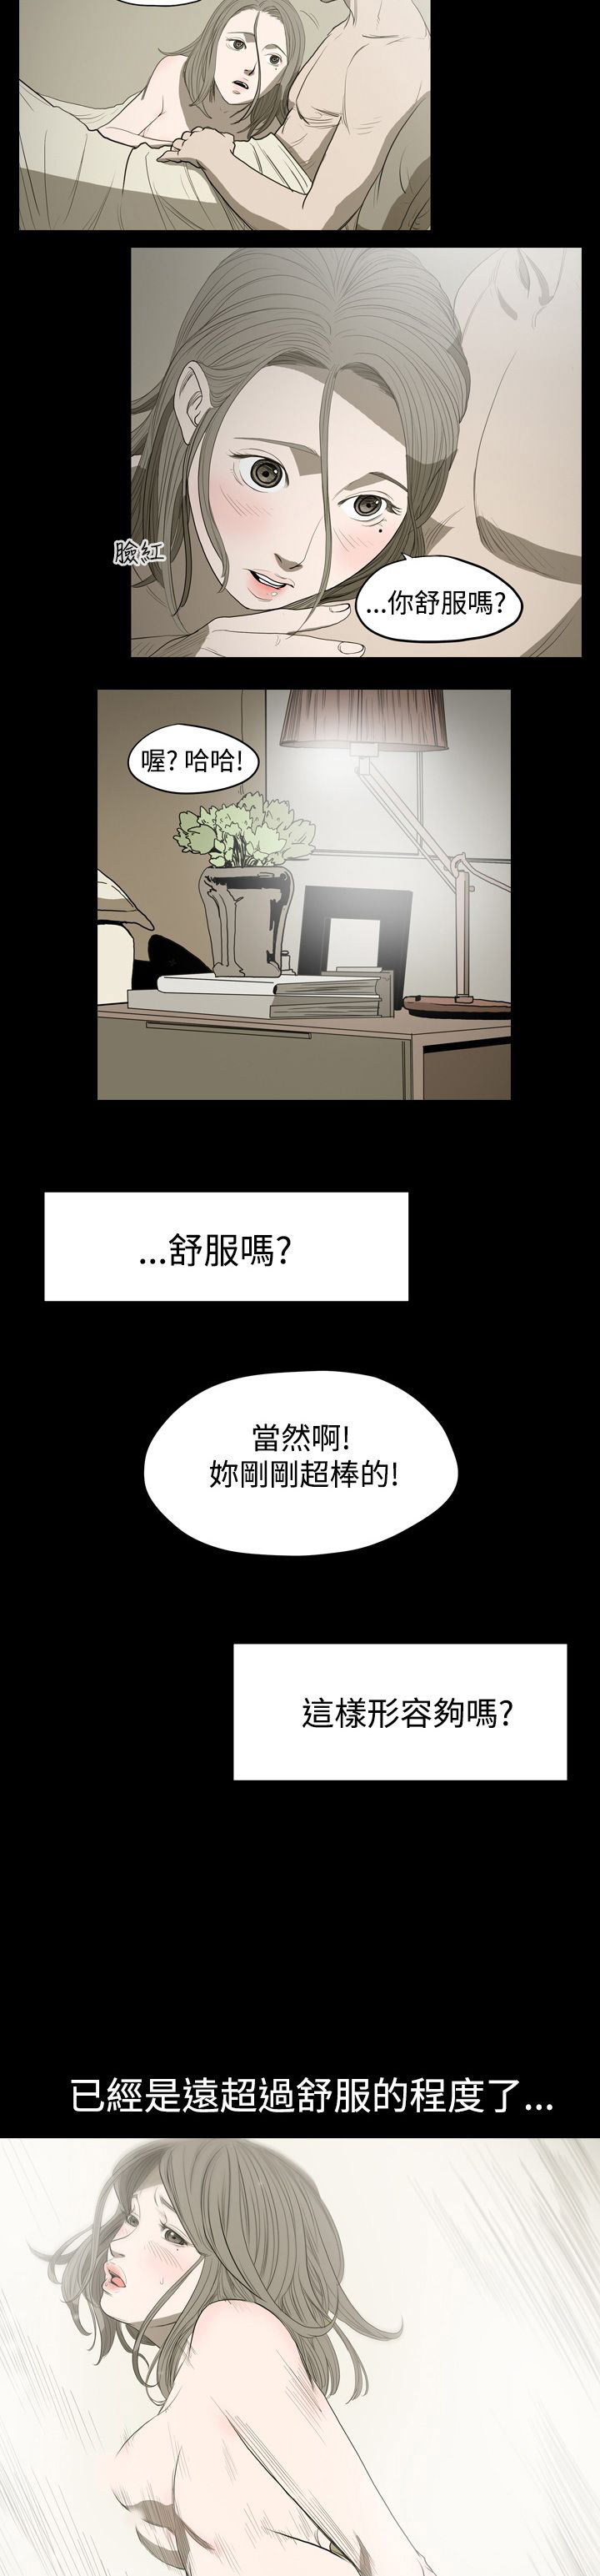 臉紅
...你舒服嗎?
喔? 哈哈!
...舒服嗎?
當然啊!
妳剛剛超棒的!
這樣形容夠嗎?
已經是遠超過舒服的程度了...